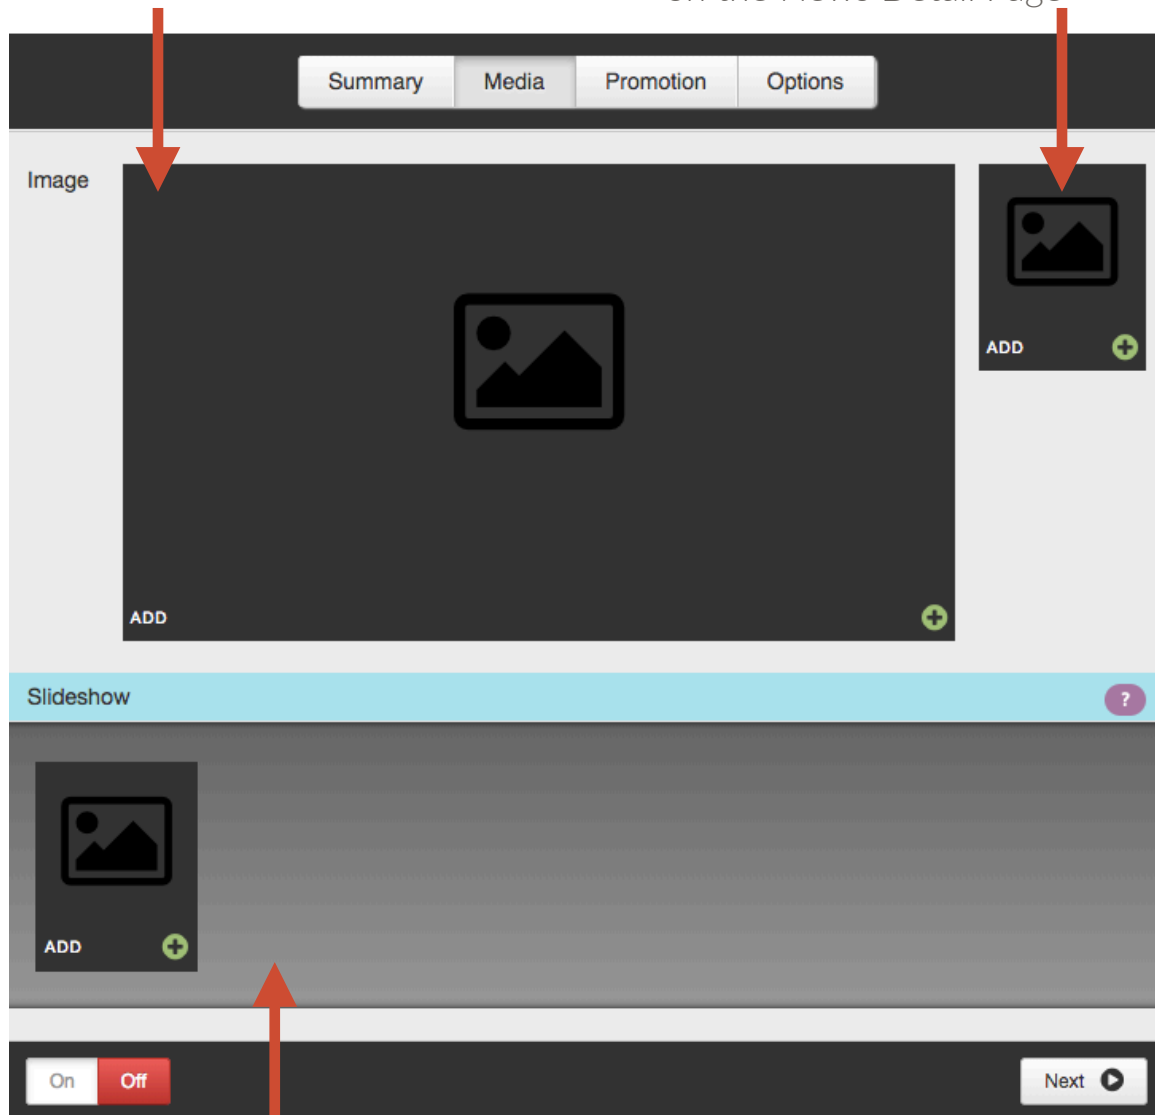 Summary Media Promotion Options
Image
ADD
ADD
Slideshow ?
ADD
On Off Next